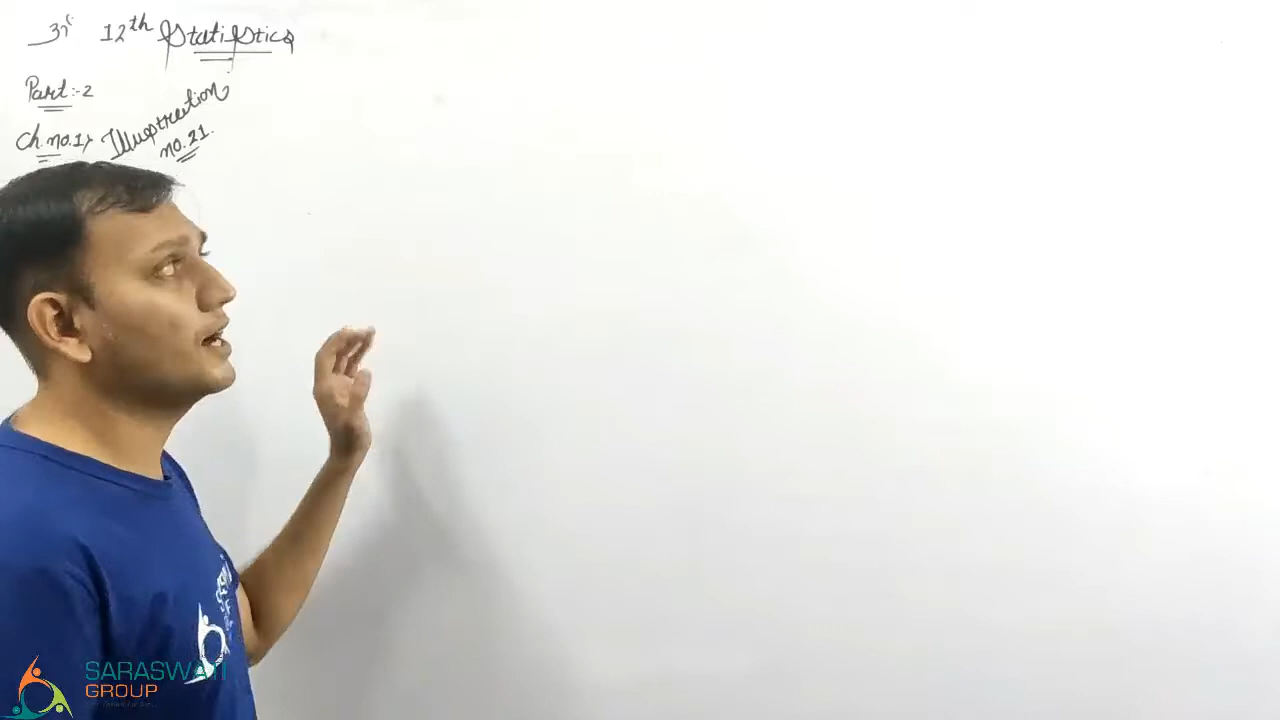 ૐ 12th Statistics
Part:-2
Ch.no.1> Illustration
no.21.
SARASWATI
GROUP